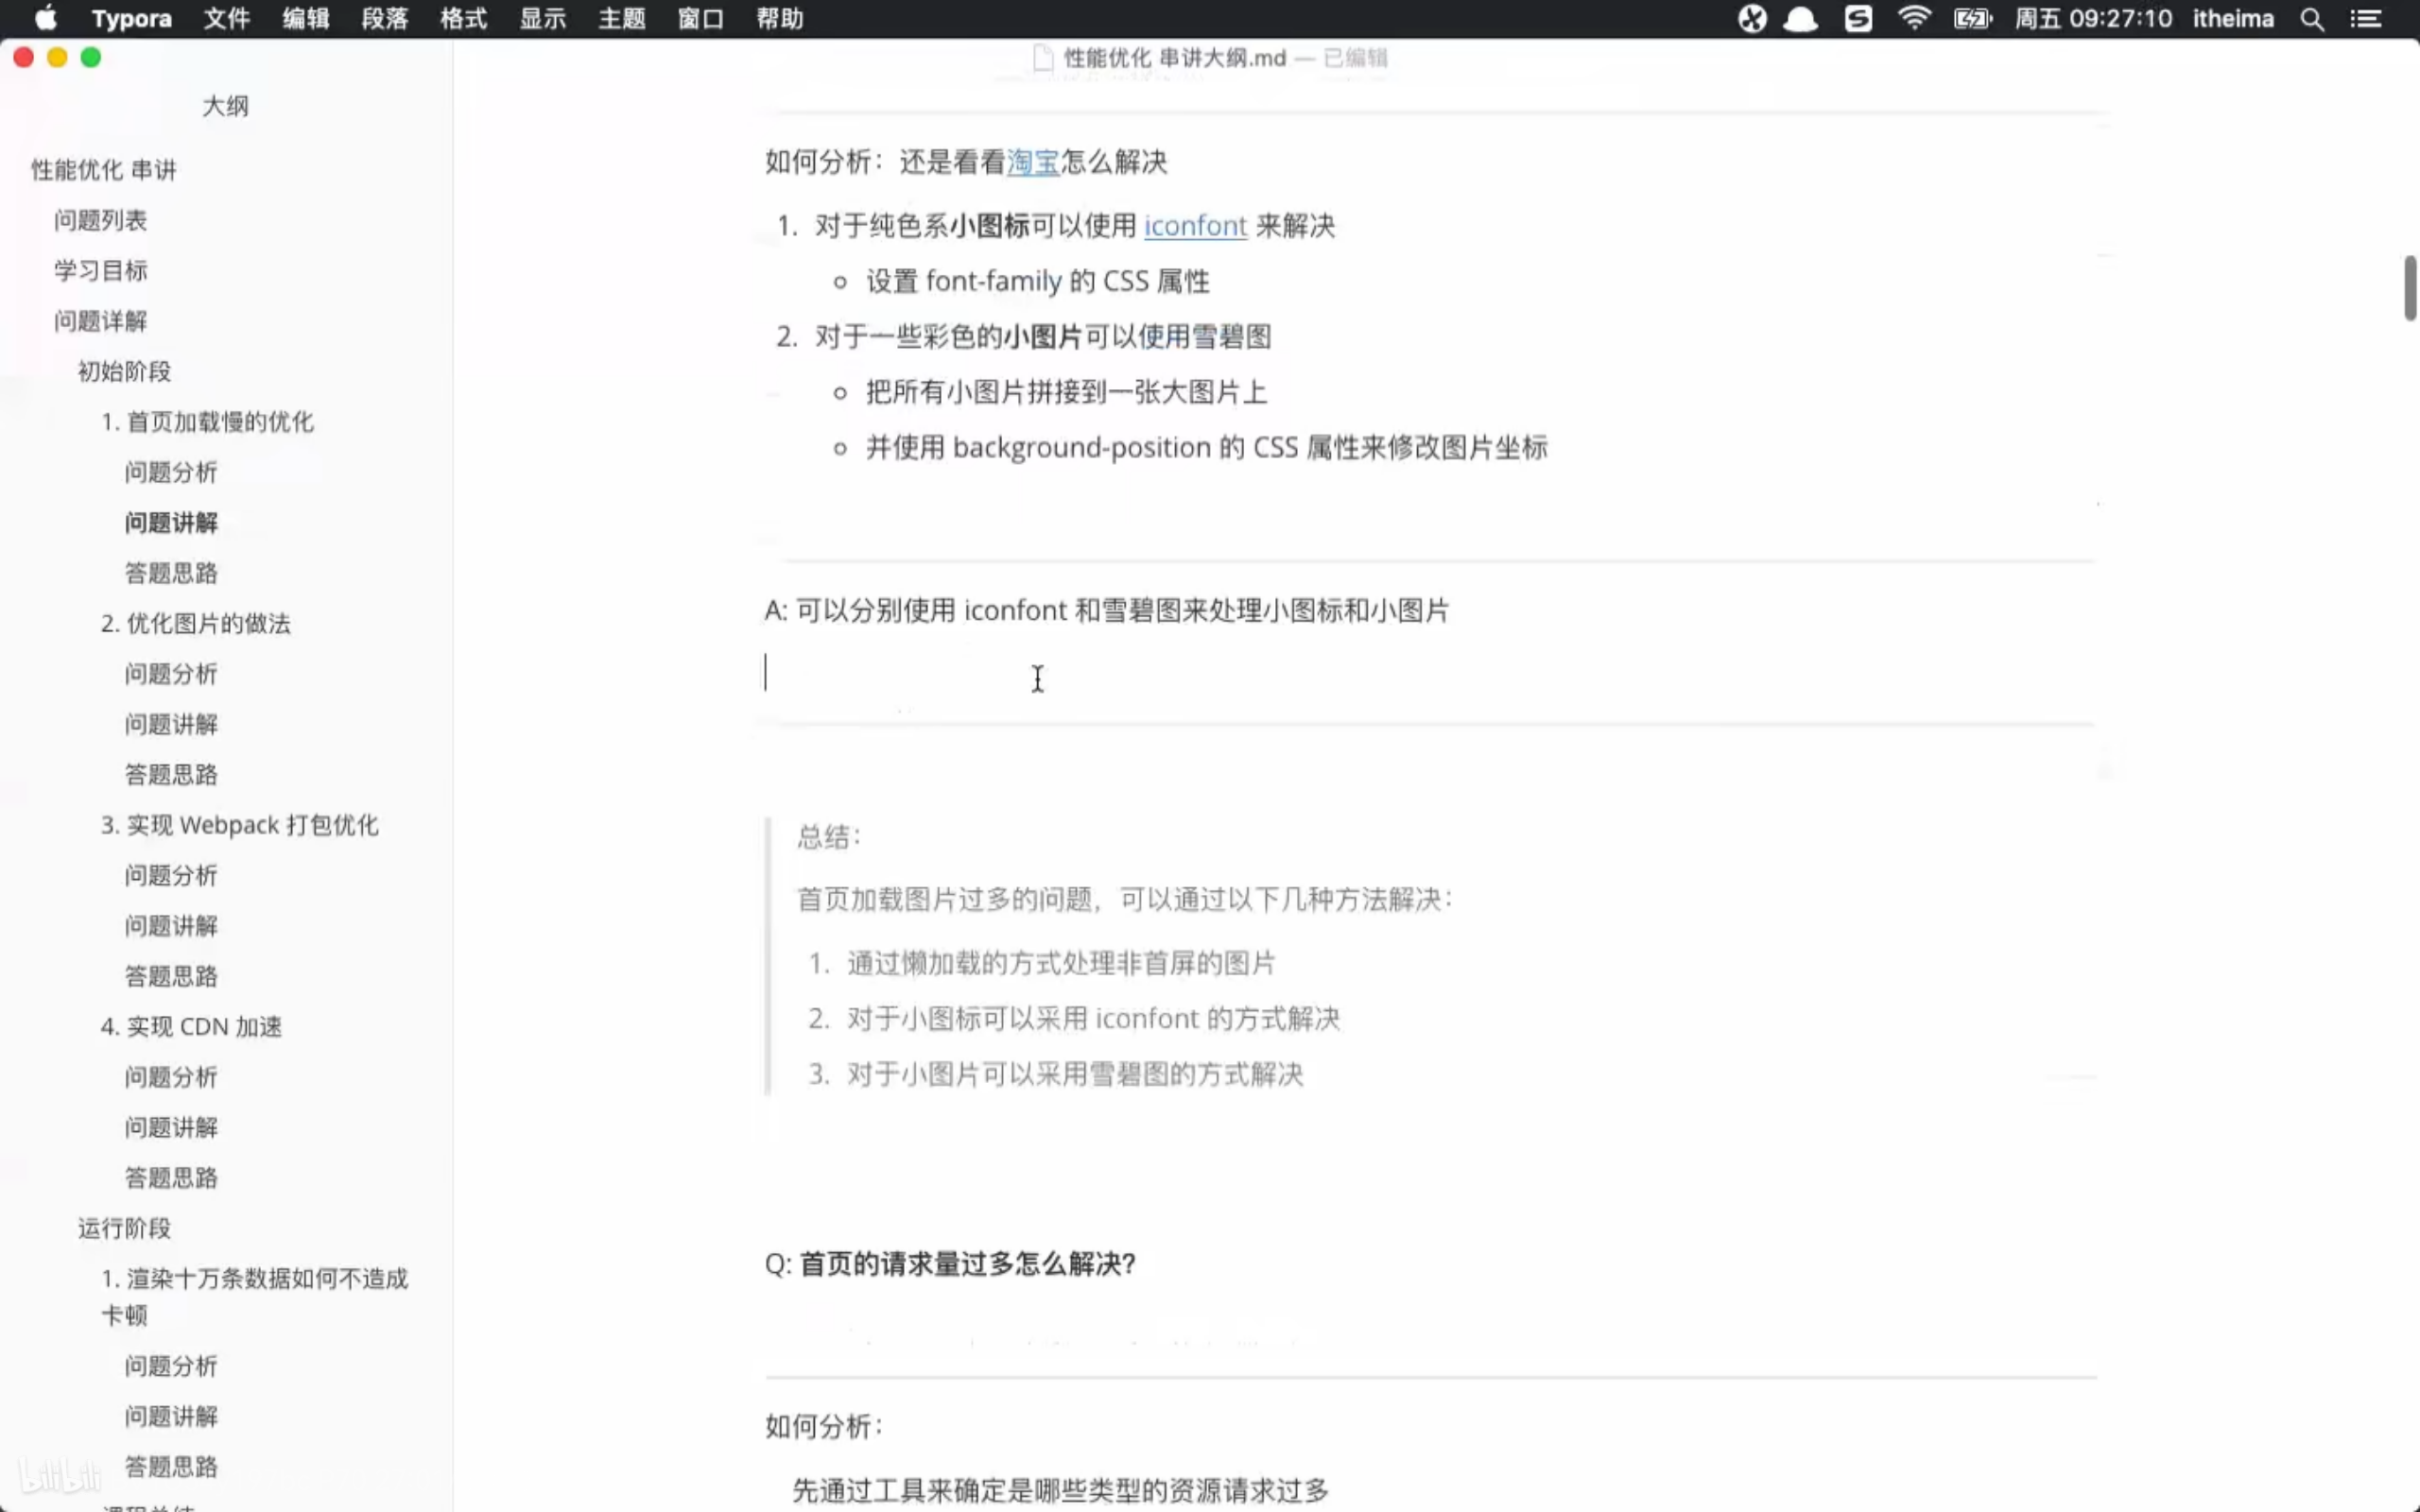 Typora 文件 编辑 段落 格式 显示 主题 窗口 帮助 周五 09:27:10 itheima
性能优化 串讲大纲.md — 已编辑
大纲
性能优化 串讲
问题列表
学习目标
问题详解
初始阶段
1. 首页加载慢的优化
问题分析
问题讲解
答题思路
2. 优化图片的做法
问题分析
问题讲解
答题思路
3. 实现 Webpack 打包优化
问题分析
问题讲解
答题思路
4. 实现 CDN 加速
问题分析
问题讲解
答题思路
运行阶段
1. 渲染十万条数据如何不造成
卡顿
问题分析
问题讲解
答题思路
课程总结
bilibili
如何分析：还是看看淘宝怎么解决
1. 对于纯色系小图标可以使用 iconfont 来解决
设置 font-family 的 CSS 属性
2. 对于一些彩色的小图片可以使用雪碧图
把所有小图片拼接到一张大图片上
并使用 background-position 的 CSS 属性来修改图片坐标
A: 可以分别使用 iconfont 和雪碧图来处理小图标和小图片
总结：
首页加载图片过多的问题，可以通过以下几种方法解决：
1. 通过懒加载的方式处理非首屏的图片
2. 对于小图标可以采用 iconfont 的方式解决
3. 对于小图片可以采用雪碧图的方式解决
Q: 首页的请求量过多怎么解决?
如何分析：
先通过工具来确定是哪些类型的资源请求过多